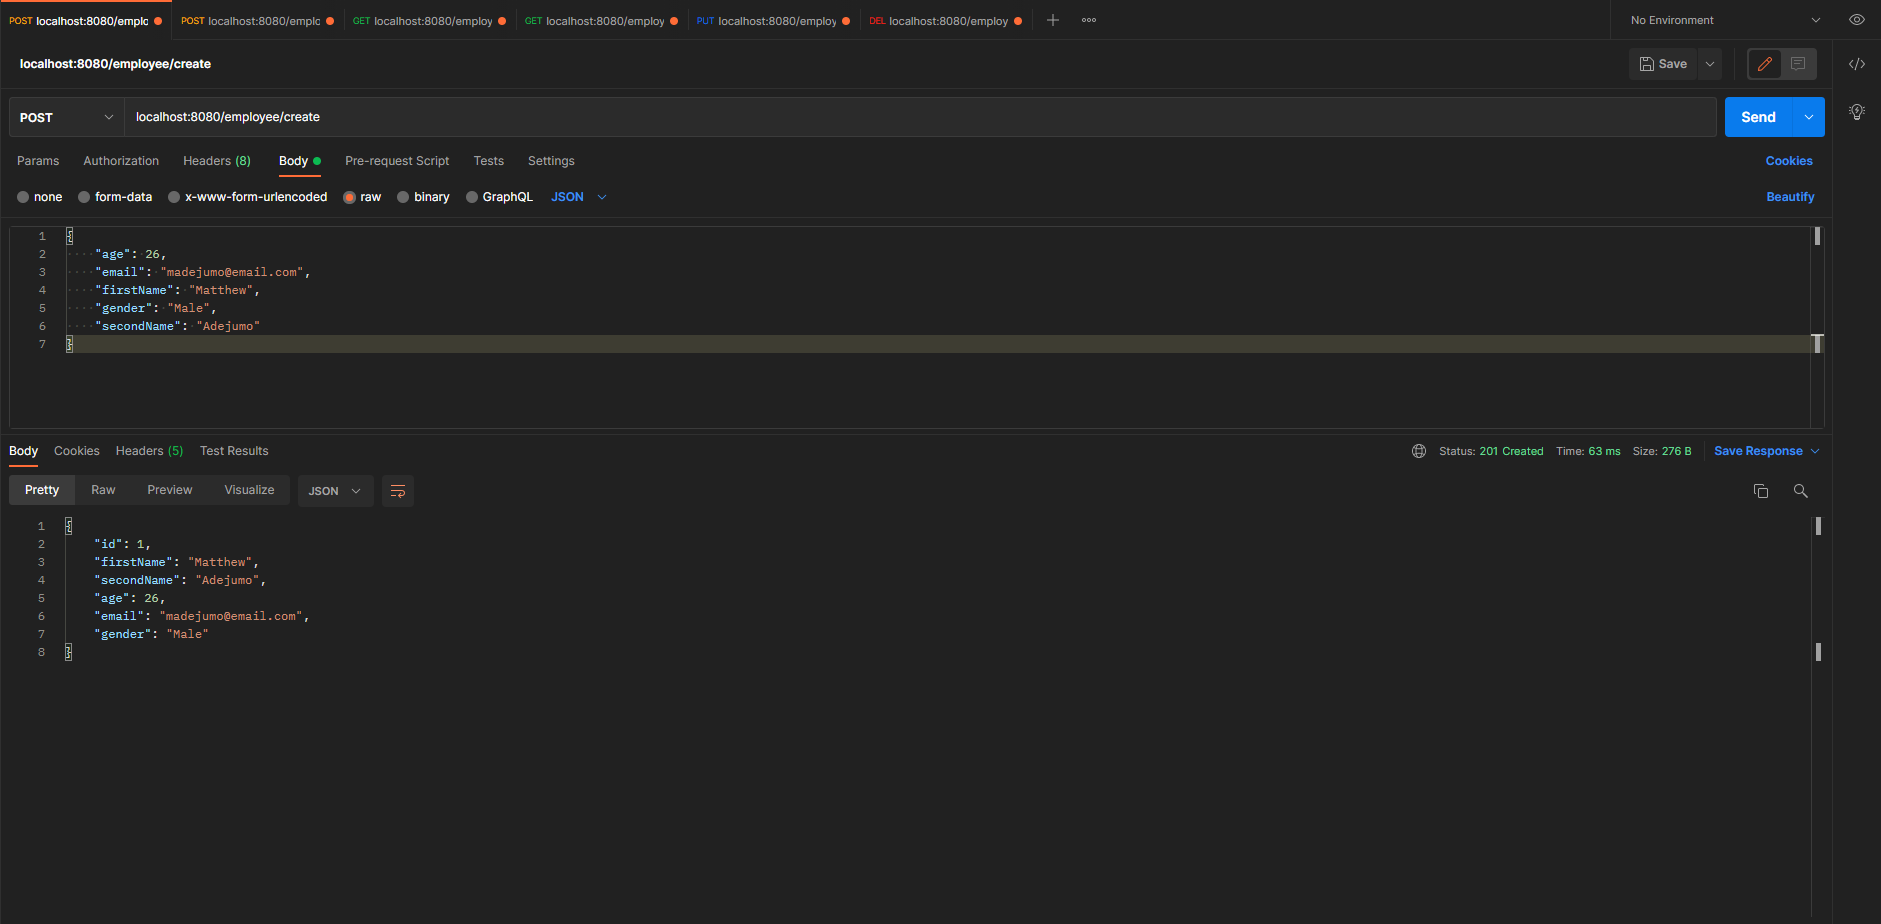 POST localhost:8080/emplc POST localhost:8080/emplc GET localhost:8080/employ GET localhost:8080/employ PUT localhost:8080/employ DEL localhost:8080/employ No Environment
localhost:8080/employee/create Save
POST localhost:8080/employee/create Send
Params Authorization Headers (8) Body Pre-request Script Tests Settings Cookies
none form-data x-www-form-urlencoded raw binary GraphQL JSON Beautify
1 {
2 "age": 26,
3 "email": "madejumo@email.com",
4 "firstName": "Matthew",
5 "gender": "Male",
6 "secondName": "Adejumo"
7 }
Body Cookies Headers (5) Test Results Status: 201 Created Time: 63 ms Size: 276 B Save Response
Pretty Raw Preview Visualize JSON
1 {
2 "id": 1,
3 "firstName": "Matthew",
4 "secondName": "Adejumo",
5 "age": 26,
6 "email": "madejumo@email.com",
7 "gender": "Male"
8 }